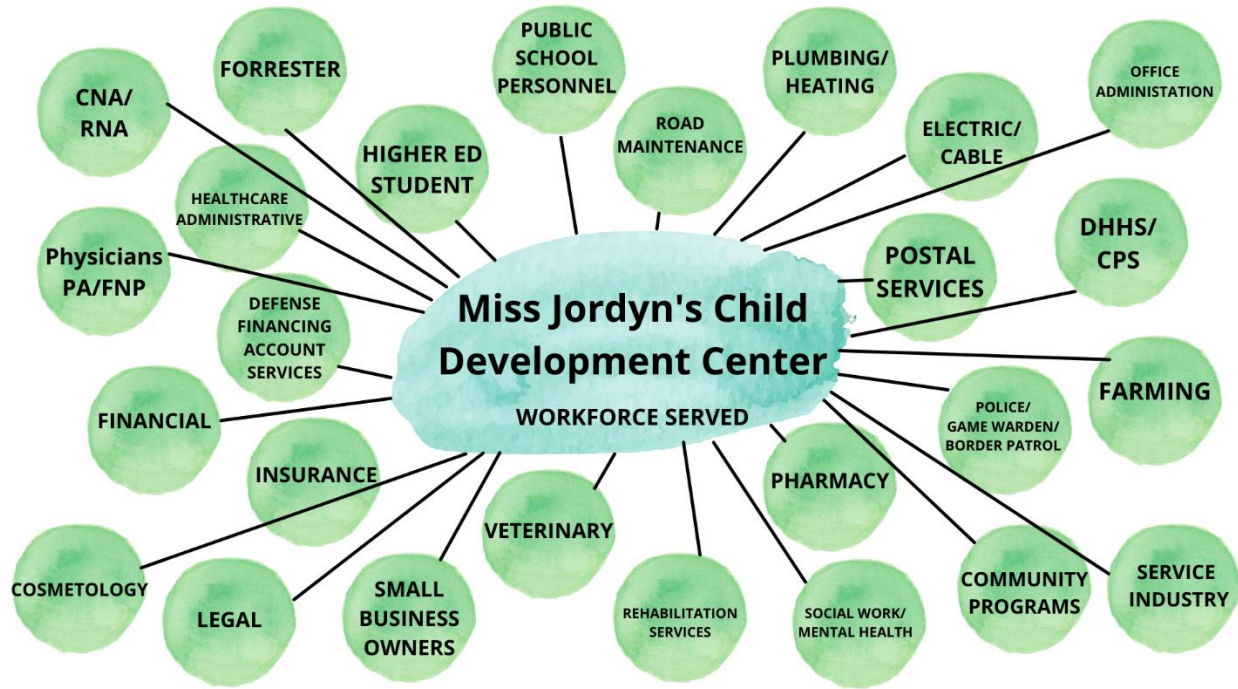 PUBLIC
SCHOOL
PERSONNEL
FORRESTER
PLUMBING/
HEATING
OFFICE
ADMINISTATION
CNA/
RNA
ROAD
MAINTENANCE
ELECTRIC/
CABLE
HIGHER ED
STUDENT
HEALTHCARE
ADMINISTRATIVE
DHHS/
CPS
Physicians
PA/FNP
POSTAL
SERVICES
DEFENSE
FINANCING
ACCOUNT
SERVICES
Miss Jordyn's Child
Development Center
WORKFORCE SERVED
FARMING
POLICE/
GAME WARDEN/
BORDER PATROL
FINANCIAL
INSURANCE
PHARMACY
VETERINARY
COSMETOLOGY
LEGAL
SMALL
BUSINESS
OWNERS
REHABILITATION
SERVICES
SOCIAL WORK/
MENTAL HEALTH
COMMUNITY
PROGRAMS
SERVICE
INDUSTRY